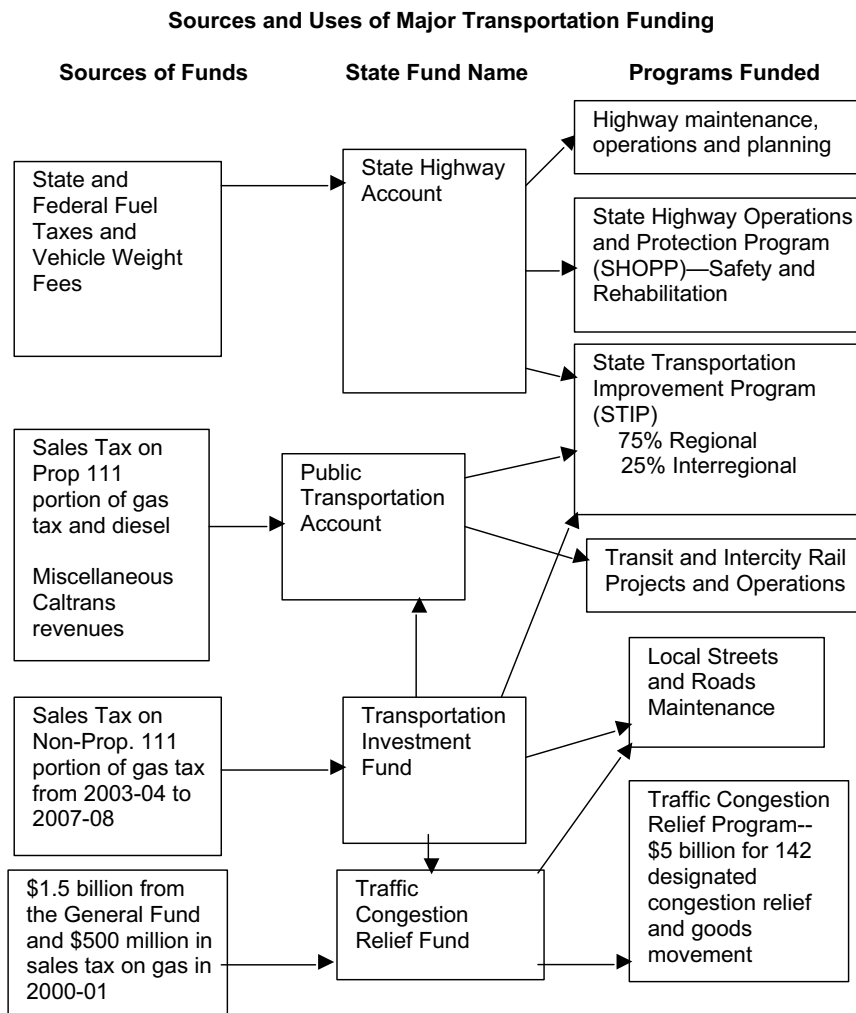 Sources and Uses of Major Transportation Funding
Sources of Funds
State Fund Name
Programs Funded
State and
Federal Fuel
Taxes and
Vehicle Weight
Fees
State Highway
Account
Highway maintenance,
operations and planning
State Highway Operations
and Protection Program
(SHOPP)—Safety and
Rehabilitation
State Transportation
Improvement Program
(STIP)
75% Regional
25% Interregional
Sales Tax on
Prop 111
portion of gas
tax and diesel
Miscellaneous
Caltrans
revenues
Public
Transportation
Account
Transit and Intercity Rail
Projects and Operations
Sales Tax on
Non-Prop. 111
portion of gas tax
from 2003-04 to
2007-08
Transportation
Investment
Fund
Local Streets
and Roads
Maintenance
$1.5 billion from
the General Fund
and $500 million in
sales tax on gas in
2000-01
Traffic
Congestion
Relief Fund
Traffic Congestion
Relief Program--
$5 billion for 142
designated
congestion relief
and goods
movement